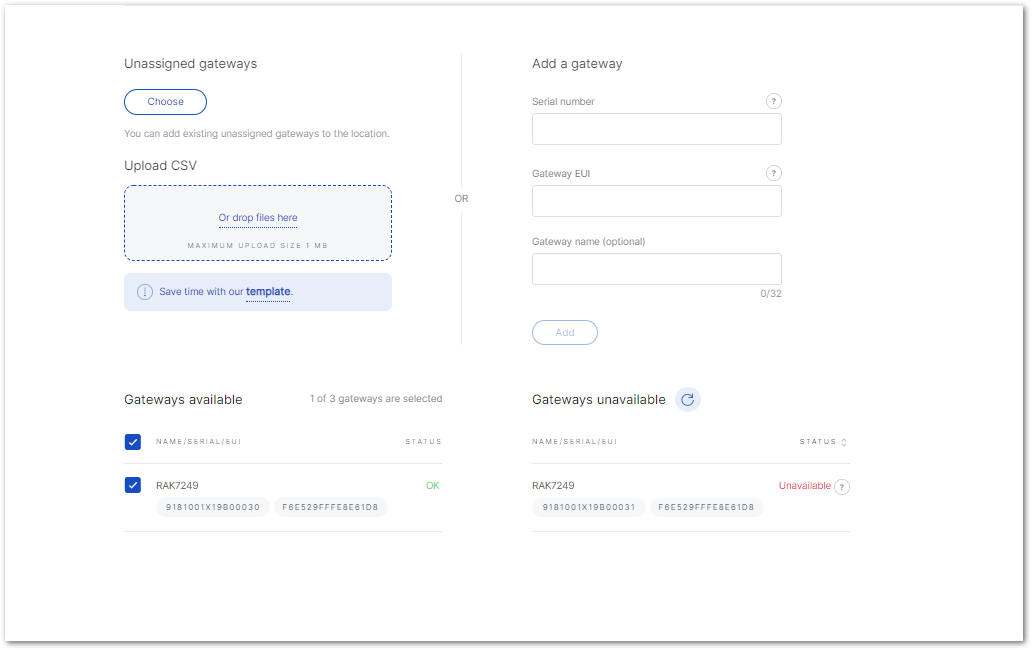 Unassigned gateways
Choose
You can add existing unassigned gateways to the location.
Upload CSV
Or drop files here
MAXIMUM UPLOAD SIZE 1 MB
Save time with our template.
OR
Add a gateway
Serial number ?
Gateway EUI ?
Gateway name (optional)
0/32
Add
Gateways available 1 of 3 gateways are selected
NAME/SERIAL/EUI STATUS
RAK7249 OK
9181001X19B00030 F6E529FFFE8E61D8
Gateways unavailable
NAME/SERIAL/EUI STATUS
RAK7249 Unavailable ?
9181001X19B00031 F6E529FFFE8E61D8